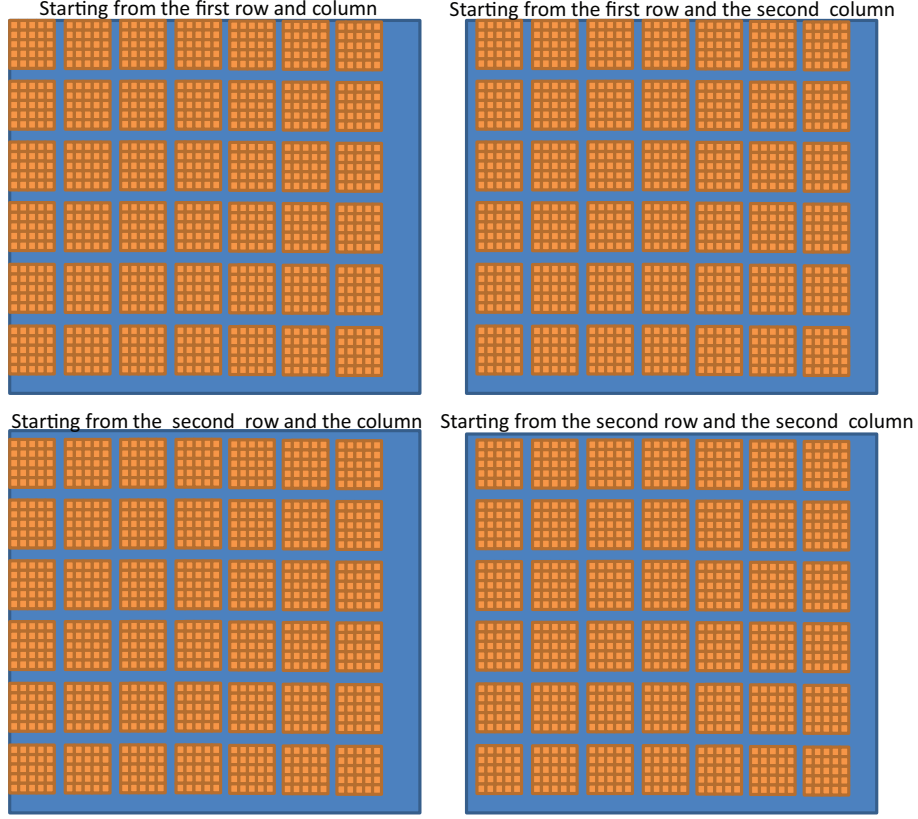 Starting from the first row and column
Starting from the first row and the second column
Starting from the second row and the column
Starting from the second row and the second column